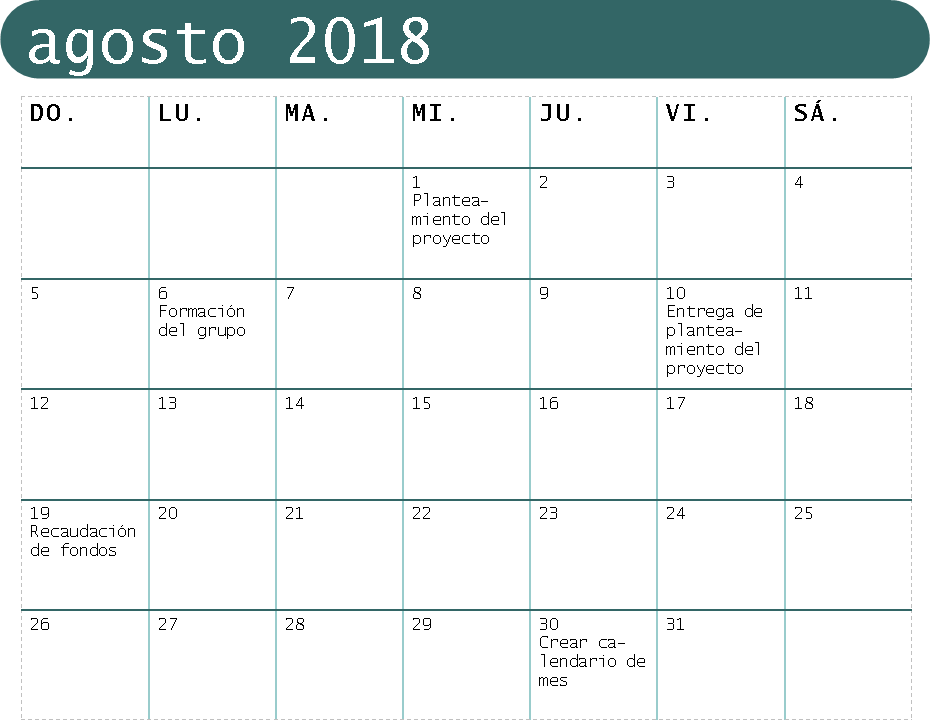 agosto 2018
DO. LU. MA. MI. JU. VI. SÁ.
1 2 3 4
Plantea-
miento del
proyecto
5 6 7 8 9 10 11
Formación
del grupo
Entrega de
plantea-
miento del
proyecto
12 13 14 15 16 17 18
19 20 21 22 23 24 25
Recaudación
de fondos
26 27 28 29 30 31
Crear ca-
lendario de
mes